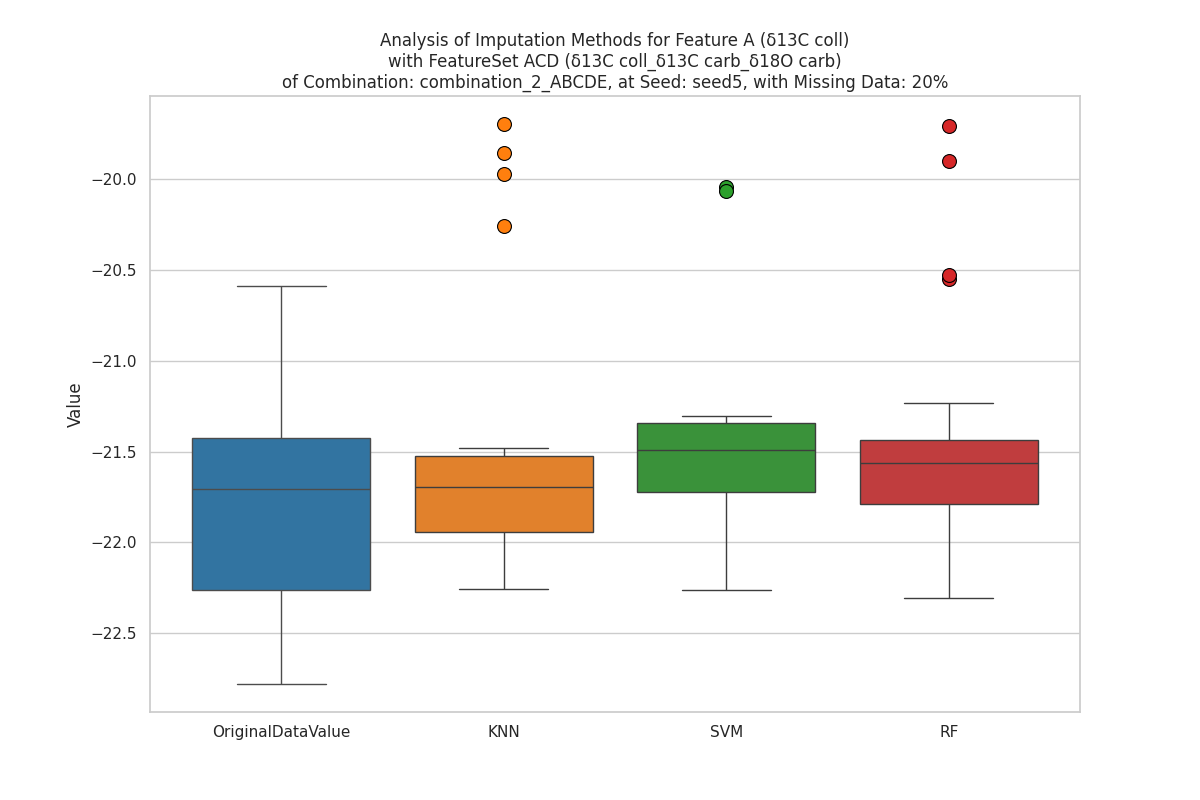 Analysis of Imputation Methods for Feature A (δ13C coll)
with FeatureSet ACD (δ13C coll_δ13C carb_δ18O carb)
of Combination: combination_2_ABCDE, at Seed: seed5, with Missing Data: 20%
Value
−20.0
−20.5
−21.0
−21.5
−22.0
−22.5
OriginalDataValue
KNN
SVM
RF